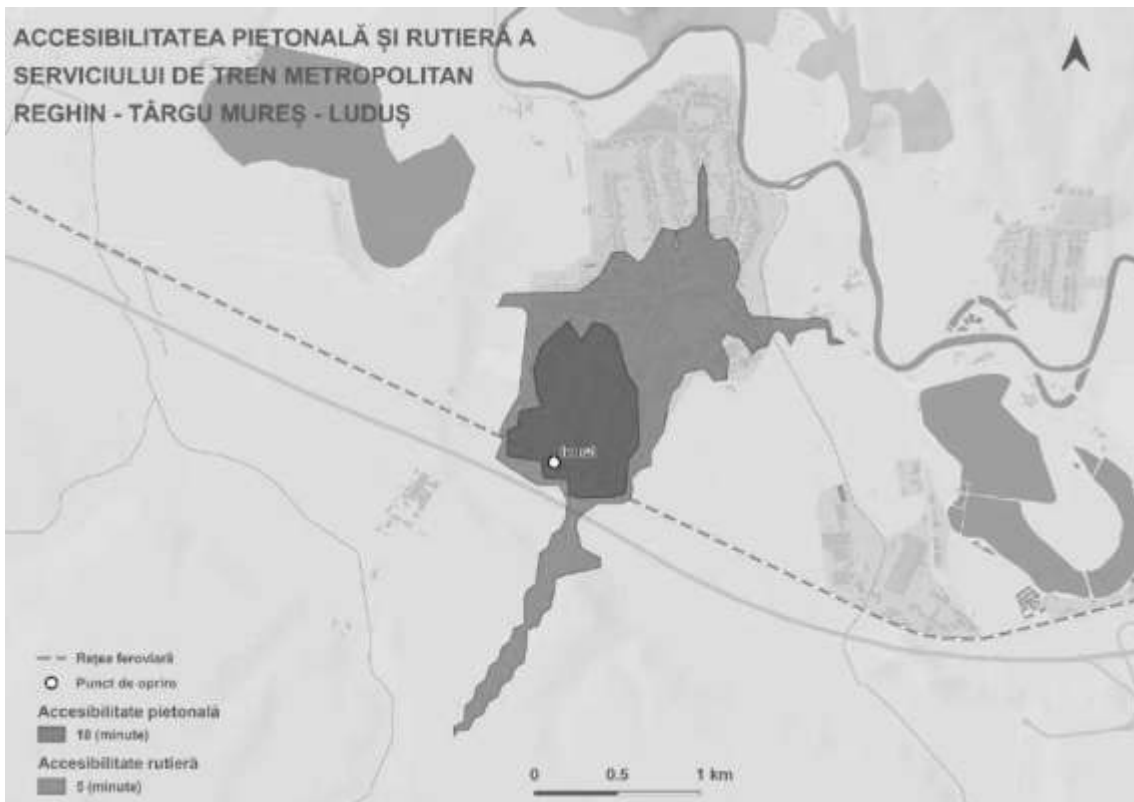 ACCESIBILITATEA PIETONALĂ ȘI RUTIERĂ A
SERVICIULUI DE TREN METROPOLITAN
REGHIN - TÂRGU MUREȘ - LUDUȘ
Rețea feroviară
Punct de oprire
Accesibilitate pietonală
10 (minute)
Accesibilitate rutieră
5 (minute)
0 0.5 1 km